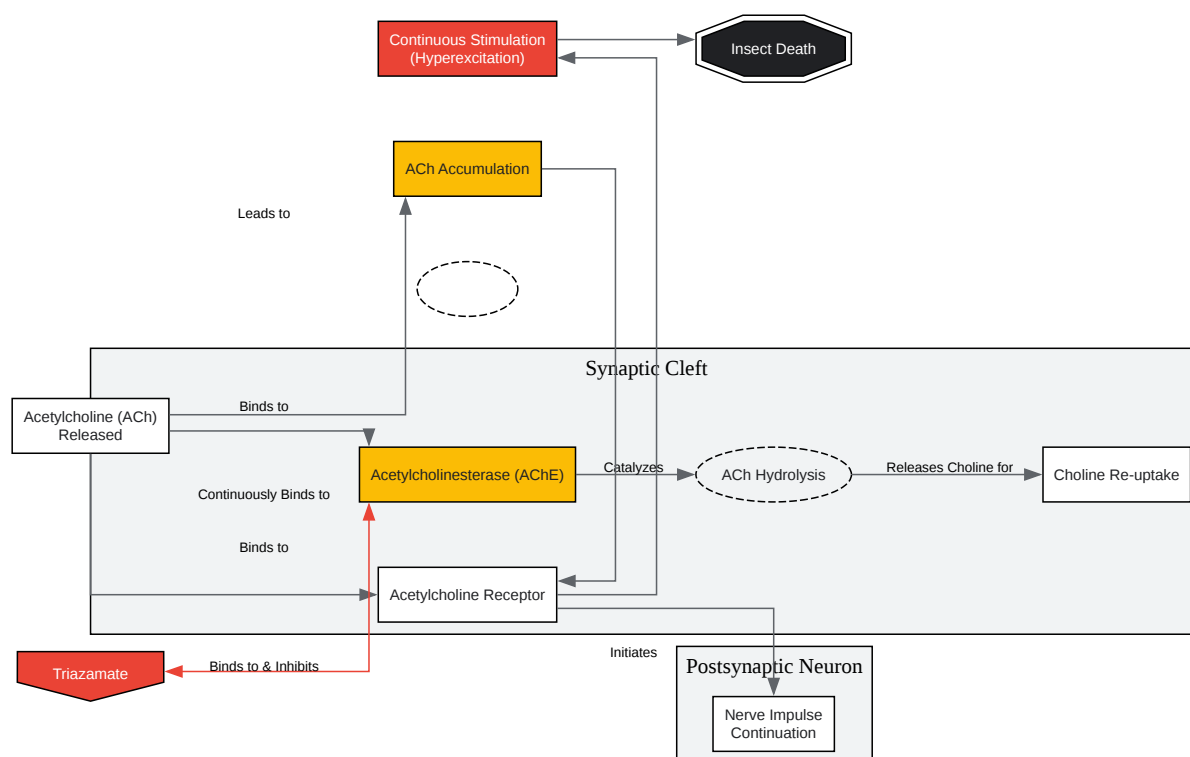 Continuous Stimulation
(Hyperexcitation)
Insect Death
ACh Accumulation
Leads to
Synaptic Cleft
Acetylcholine (ACh)
Released
Binds to
Acetylcholinesterase (AChE)
Catalyzes
ACh Hydrolysis
Releases Choline for
Choline Re-uptake
Continuously Binds to
Binds to
Acetylcholine Receptor
Initiates
Triazamate
Binds to & Inhibits
Postsynaptic Neuron
Nerve Impulse
Continuation